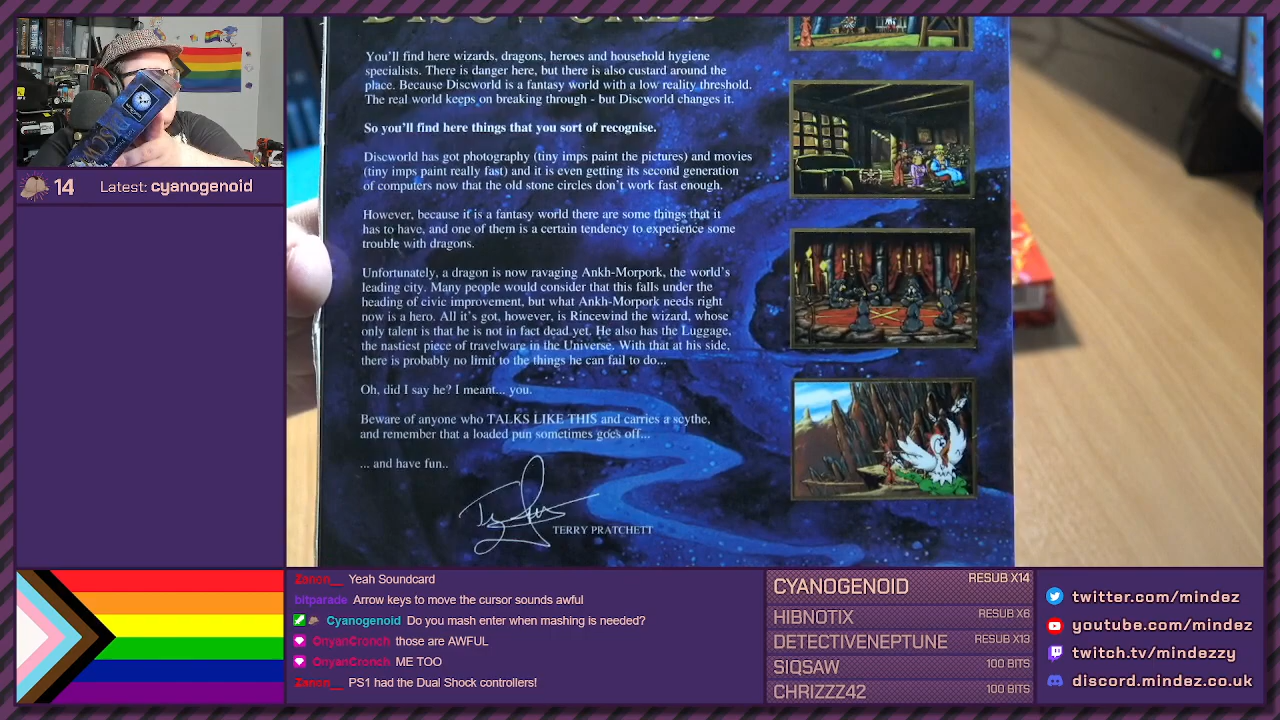 DISCWORLD
You'll find here wizards, dragons, heroes and household hygiene
specialists. There is danger here, but there is also custard around the
place. Because Discworld is a fantasy world with a low reality threshold.
The real world keeps on breaking through - but Discworld changes it.
So you'll find here things that you sort of recognise.
Discworld has got photography (tiny imps paint the pictures) and movies
(tiny imps paint really fast) and it is even getting its second generation
of computers now that the old stone circles don't work fast enough.
However, because it is a fantasy world there are some things that it
has to have, and one of them is a certain tendency to experience some
trouble with dragons.
Unfortunately, a dragon is now ravaging Ankh-Morpork, the world's
leading city. Many people would consider that this falls under the
heading of civic improvement, but what Ankh-Morpork needs right
now is a hero. All it's got, however, is Rincewind the wizard, whose
only talent is that he is not in fact dead yet. He also has the Luggage,
the nastiest piece of travelware in the Universe. With that at his side,
there is probably no limit to the things he can fail to do...
Oh, did I say he? I meant... you.
Beware of anyone who TALKS LIKE THIS and carries a scythe,
and remember that a loaded pun sometimes goes off...
... and have fun..
TERRY PRATCHETT
14 Latest: cyanogenoid
Zanon__ Yeah Soundcard
bitparade Arrow keys to move the cursor sounds awful
Cyanogenoid Do you mash enter when mashing is needed?
OnyanCronch those are AWFUL
OnyanCronch ME TOO
Zanon__ PS1 had the Dual Shock controllers!
CYANOGENOID RESUB X14
HIBNOTIX RESUB X6
DETECTIVENEPTUNE RESUB X13
SIQSAW 100 BITS
CHRIZZZ42 100 BITS
twitter.com/mindez
youtube.com/mindez
twitch.tv/mindezzy
discord.mindez.co.uk